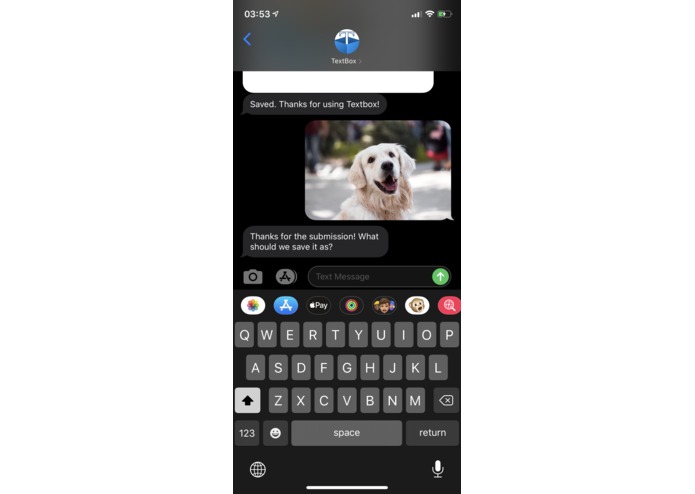 03:53
TextBox
Saved. Thanks for using Textbox!
Thanks for the submission! What
should we save it as?
Text Message
Pay
Q W E R T Y U I O P
A S D F G H J K L
Z X C V B N M
123 space return